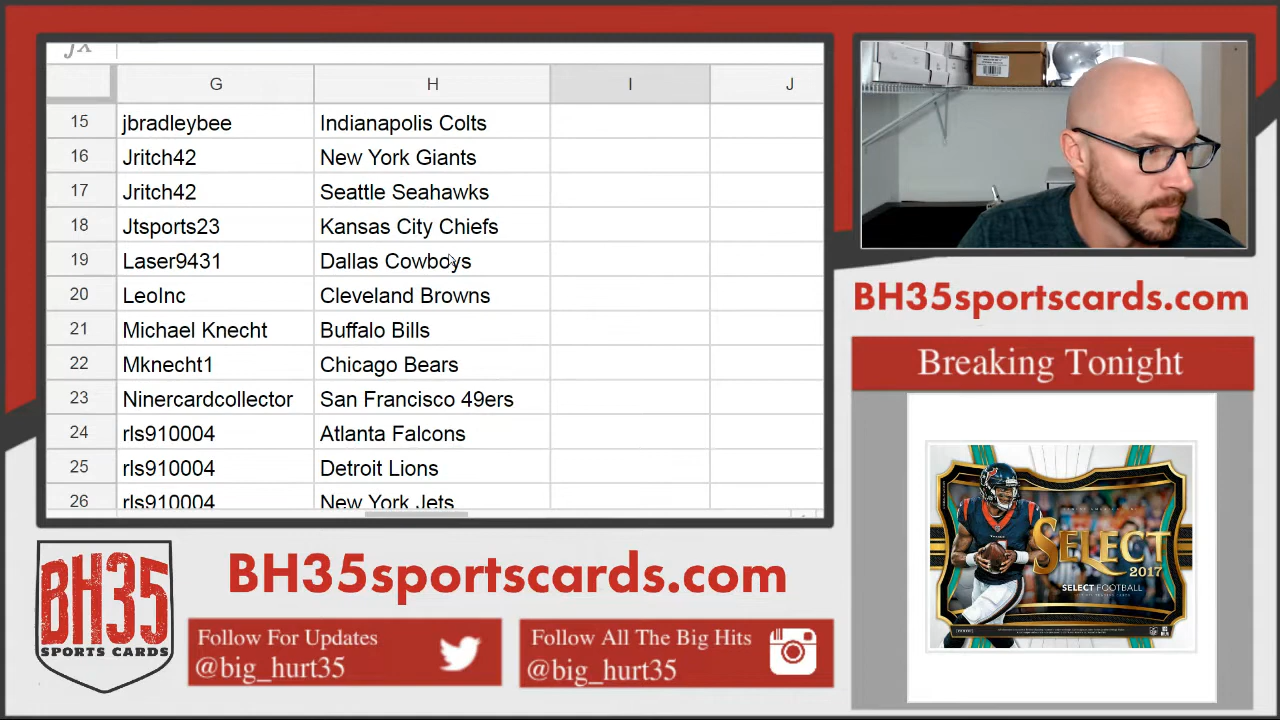 fx
G H I J
15 jbradleybee Indianapolis Colts
16 Jritch42 New York Giants
17 Jritch42 Seattle Seahawks
18 Jtsports23 Kansas City Chiefs
19 Laser9431 Dallas Cowboys
20 LeoInc Cleveland Browns
21 Michael Knecht Buffalo Bills
22 Mknecht1 Chicago Bears
23 Ninercardcollector San Francisco 49ers
24 rls910004 Atlanta Falcons
25 rls910004 Detroit Lions
26 rls910004 New York Jets
BH35sportscards.com
Breaking Tonight
SELECT
2017
SELECT FOOTBALL
BH35
SPORTS CARDS
BH35sportscards.com
Follow For Updates
@big_hurt35
Follow All The Big Hits
@big_hurt35